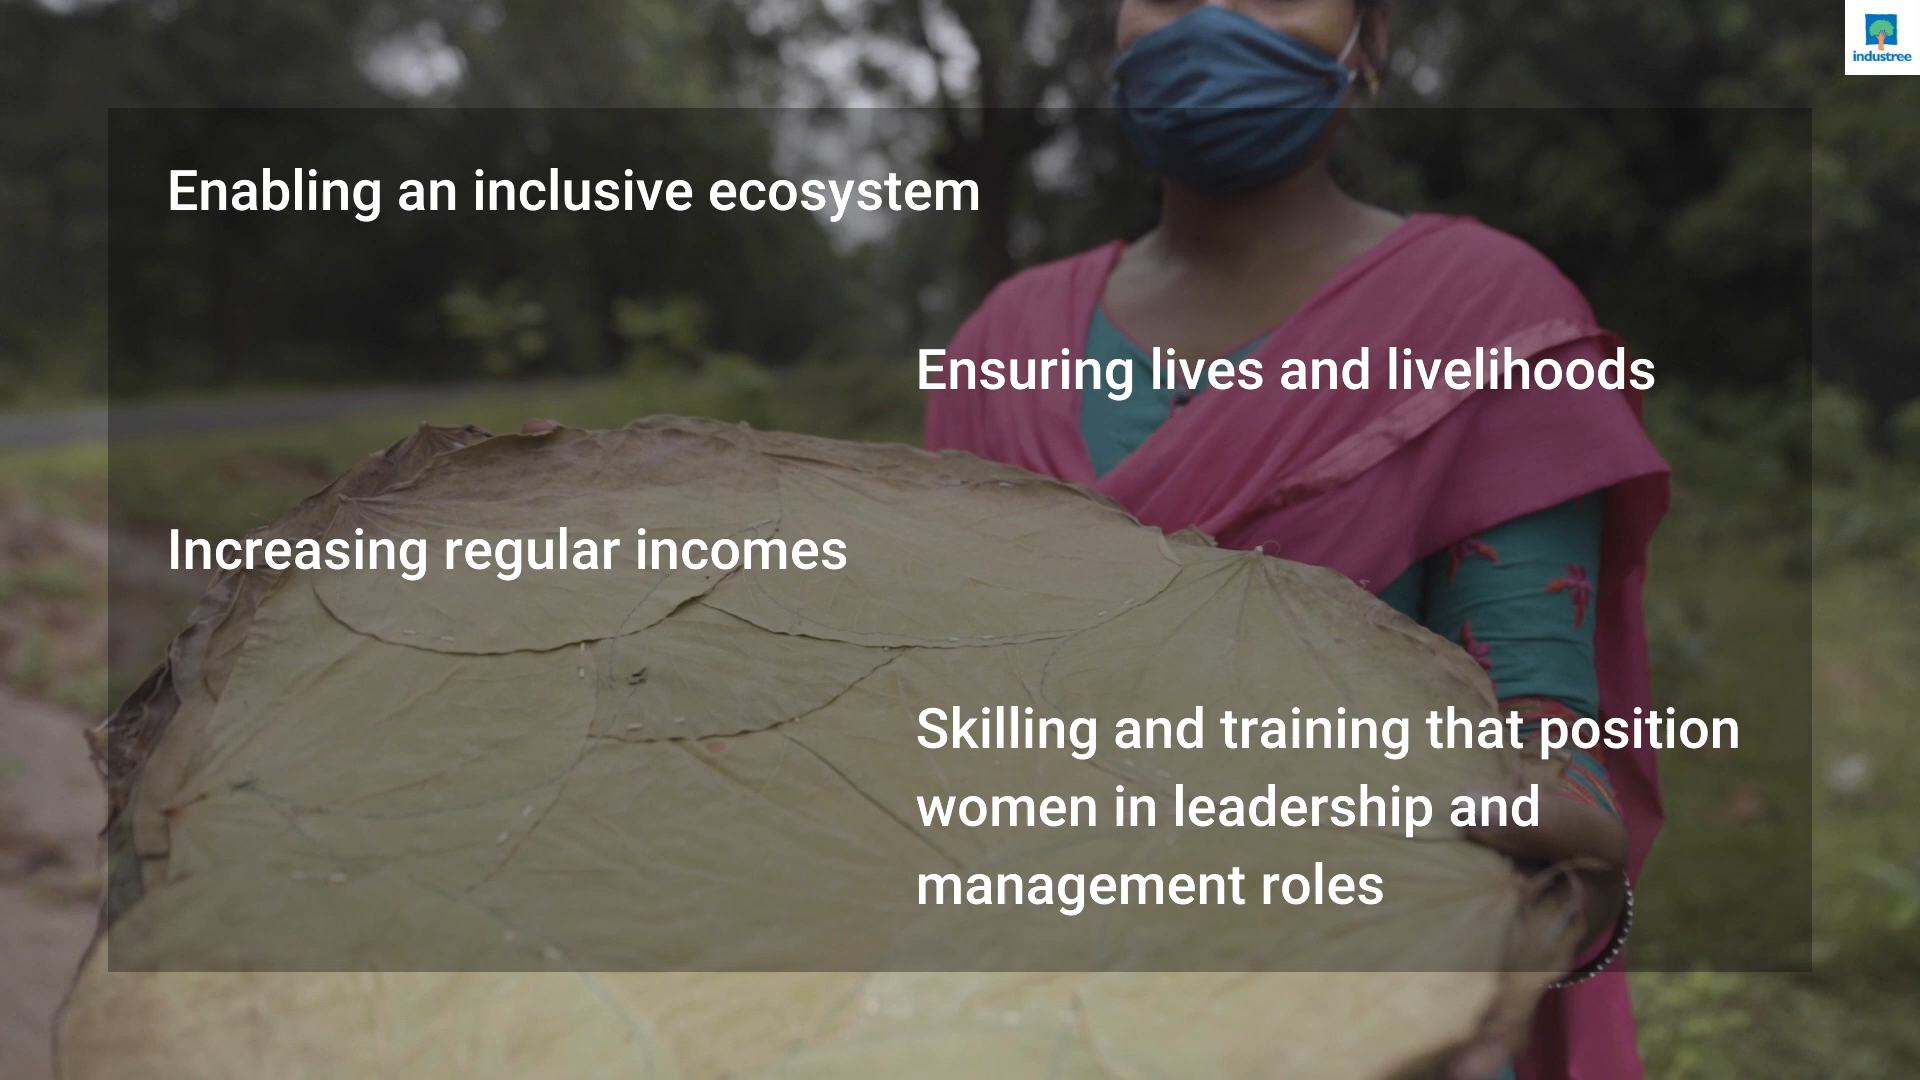 industree
Enabling an inclusive ecosystem
Ensuring lives and livelihoods
Increasing regular incomes
Skilling and training that position
women in leadership and
management roles